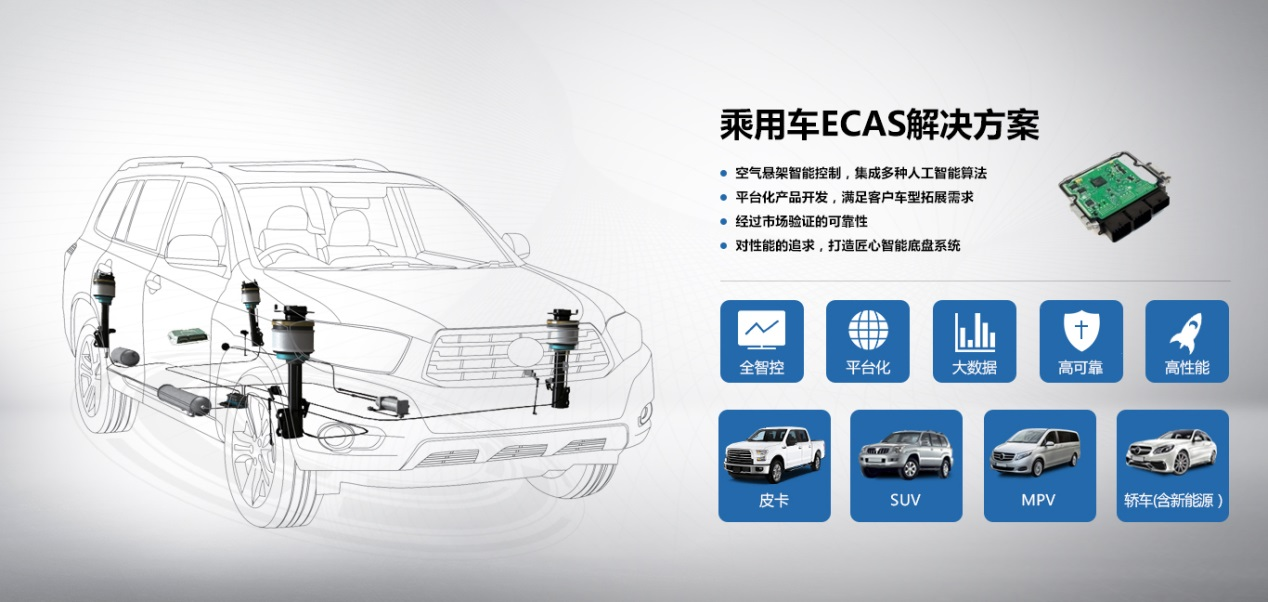 乘用车ECAS解决方案
空气悬架智能控制，集成多种人工智能算法
平台化产品开发，满足客户车型拓展需求
经过市场验证的可靠性
对性能的追求，打造匠心智能底盘系统
全智控
平台化
大数据
高可靠
高性能
皮卡
SUV
MPV
轿车(含新能源）